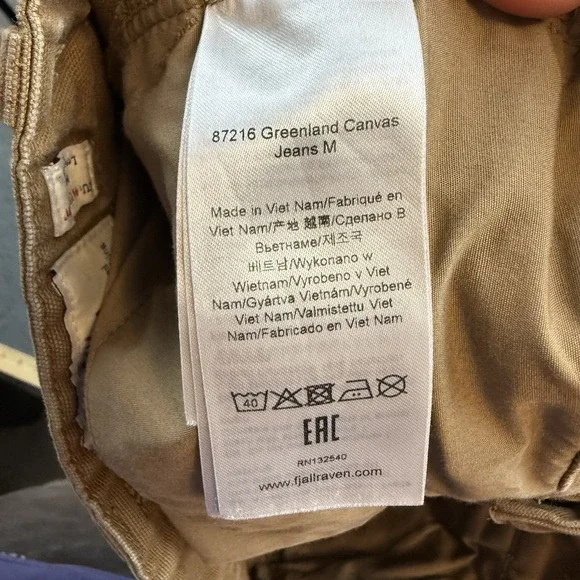 87216 Greenland Canvas
Jeans M
Made in Viet Nam/Fabriqué en
Viet Nam/产地 越南/Сделано В
Вьетнаме/제조국
베트남/Wykonano w
Wietnam/Vyrobeno v Viet
Nam/Gyártva Vietnám/Vyrobené
Viet Nam/Valmistettu Viet
Nam/Fabricado en Viet Nam
40
EAC
RN132540
www.fjallraven.com